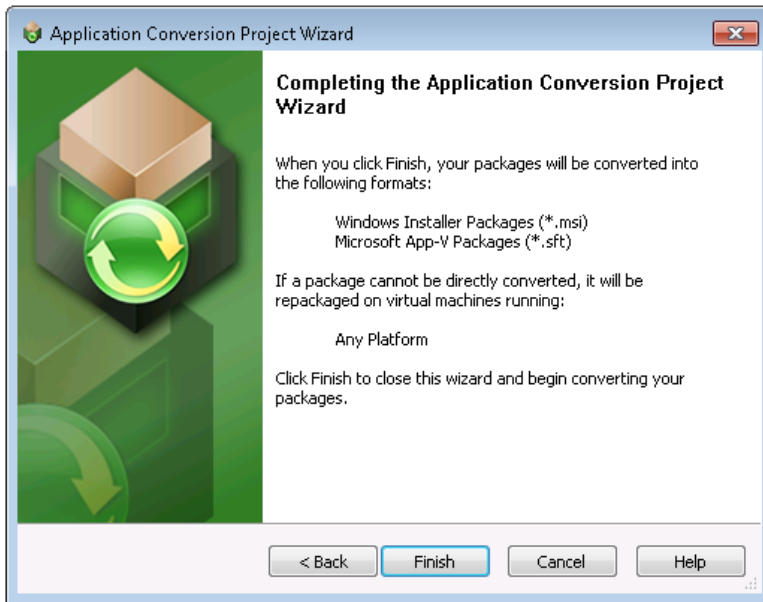 Application Conversion Project Wizard
Completing the Application Conversion Project
Wizard
When you click Finish, your packages will be converted into
the following formats:
Windows Installer Packages (*.msi)
Microsoft App-V Packages (*.sft)
If a package cannot be directly converted, it will be
repackaged on virtual machines running:
Any Platform
Click Finish to close this wizard and begin converting your
packages.
< Back
Finish
Cancel
Help